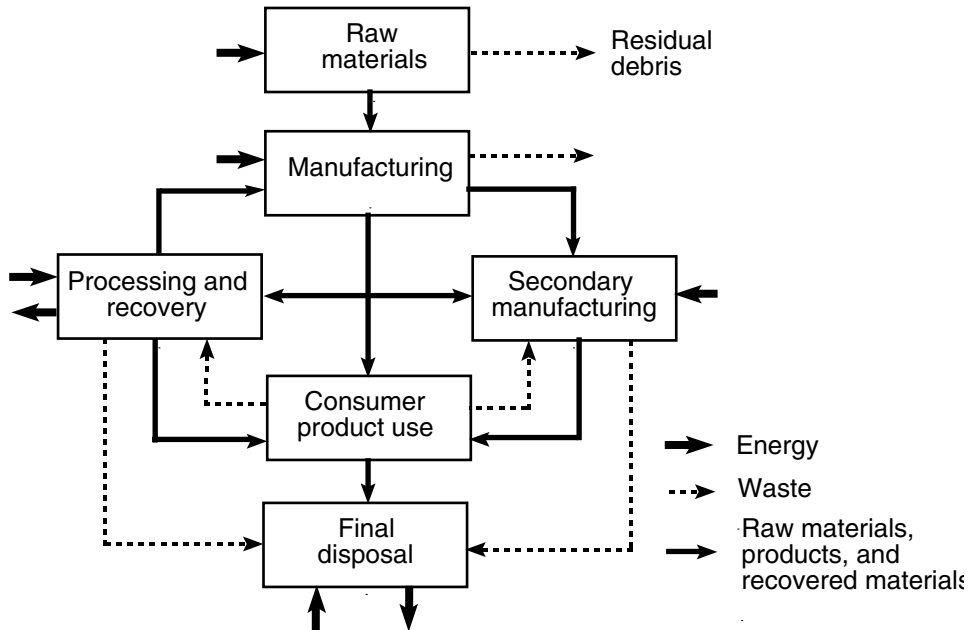 Raw
materials
Residual
debris
Manufacturing
Processing and
recovery
Secondary
manufacturing
Consumer
product use
Final
disposal
Energy
Waste
Raw materials,
products, and
recovered materials